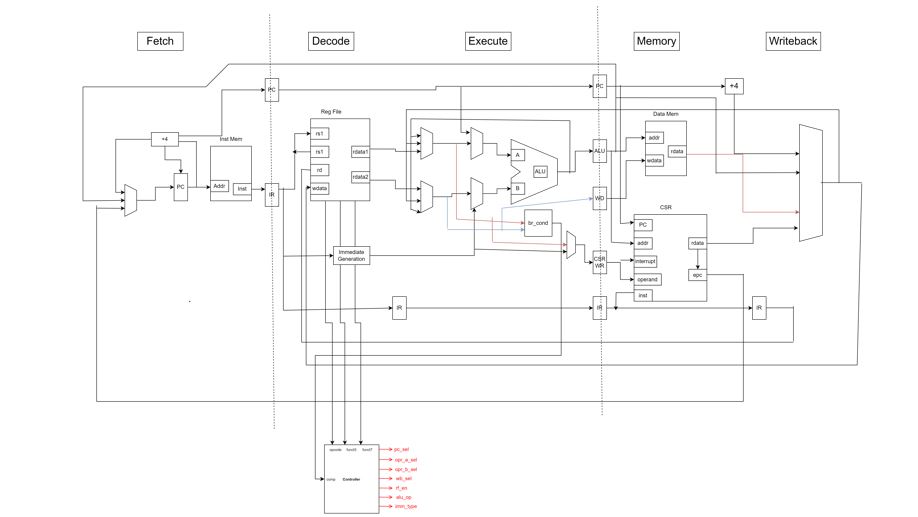 Fetch
Decode
Execute
Memory
Writeback
PC
PC
+4
Reg File
Data Mem
rs1
addr
+4
Inst Mem
rs1
rdata1
A
ALU
rdata
wdata
ALU
rd
rdata2
PC
Addr
Inst
wdata
B
IR
WD
CSR
br_cond
PC
addr
rdata
Immediate
Generation
CSR
WR
interrupt
epc
operand
inst
IR
IR
IR
opcode
funct3
funct7
pc_sel
opr_a_sel
opr_b_sel
comp
Controller
wb_sel
rf_en
alu_op
imm_type